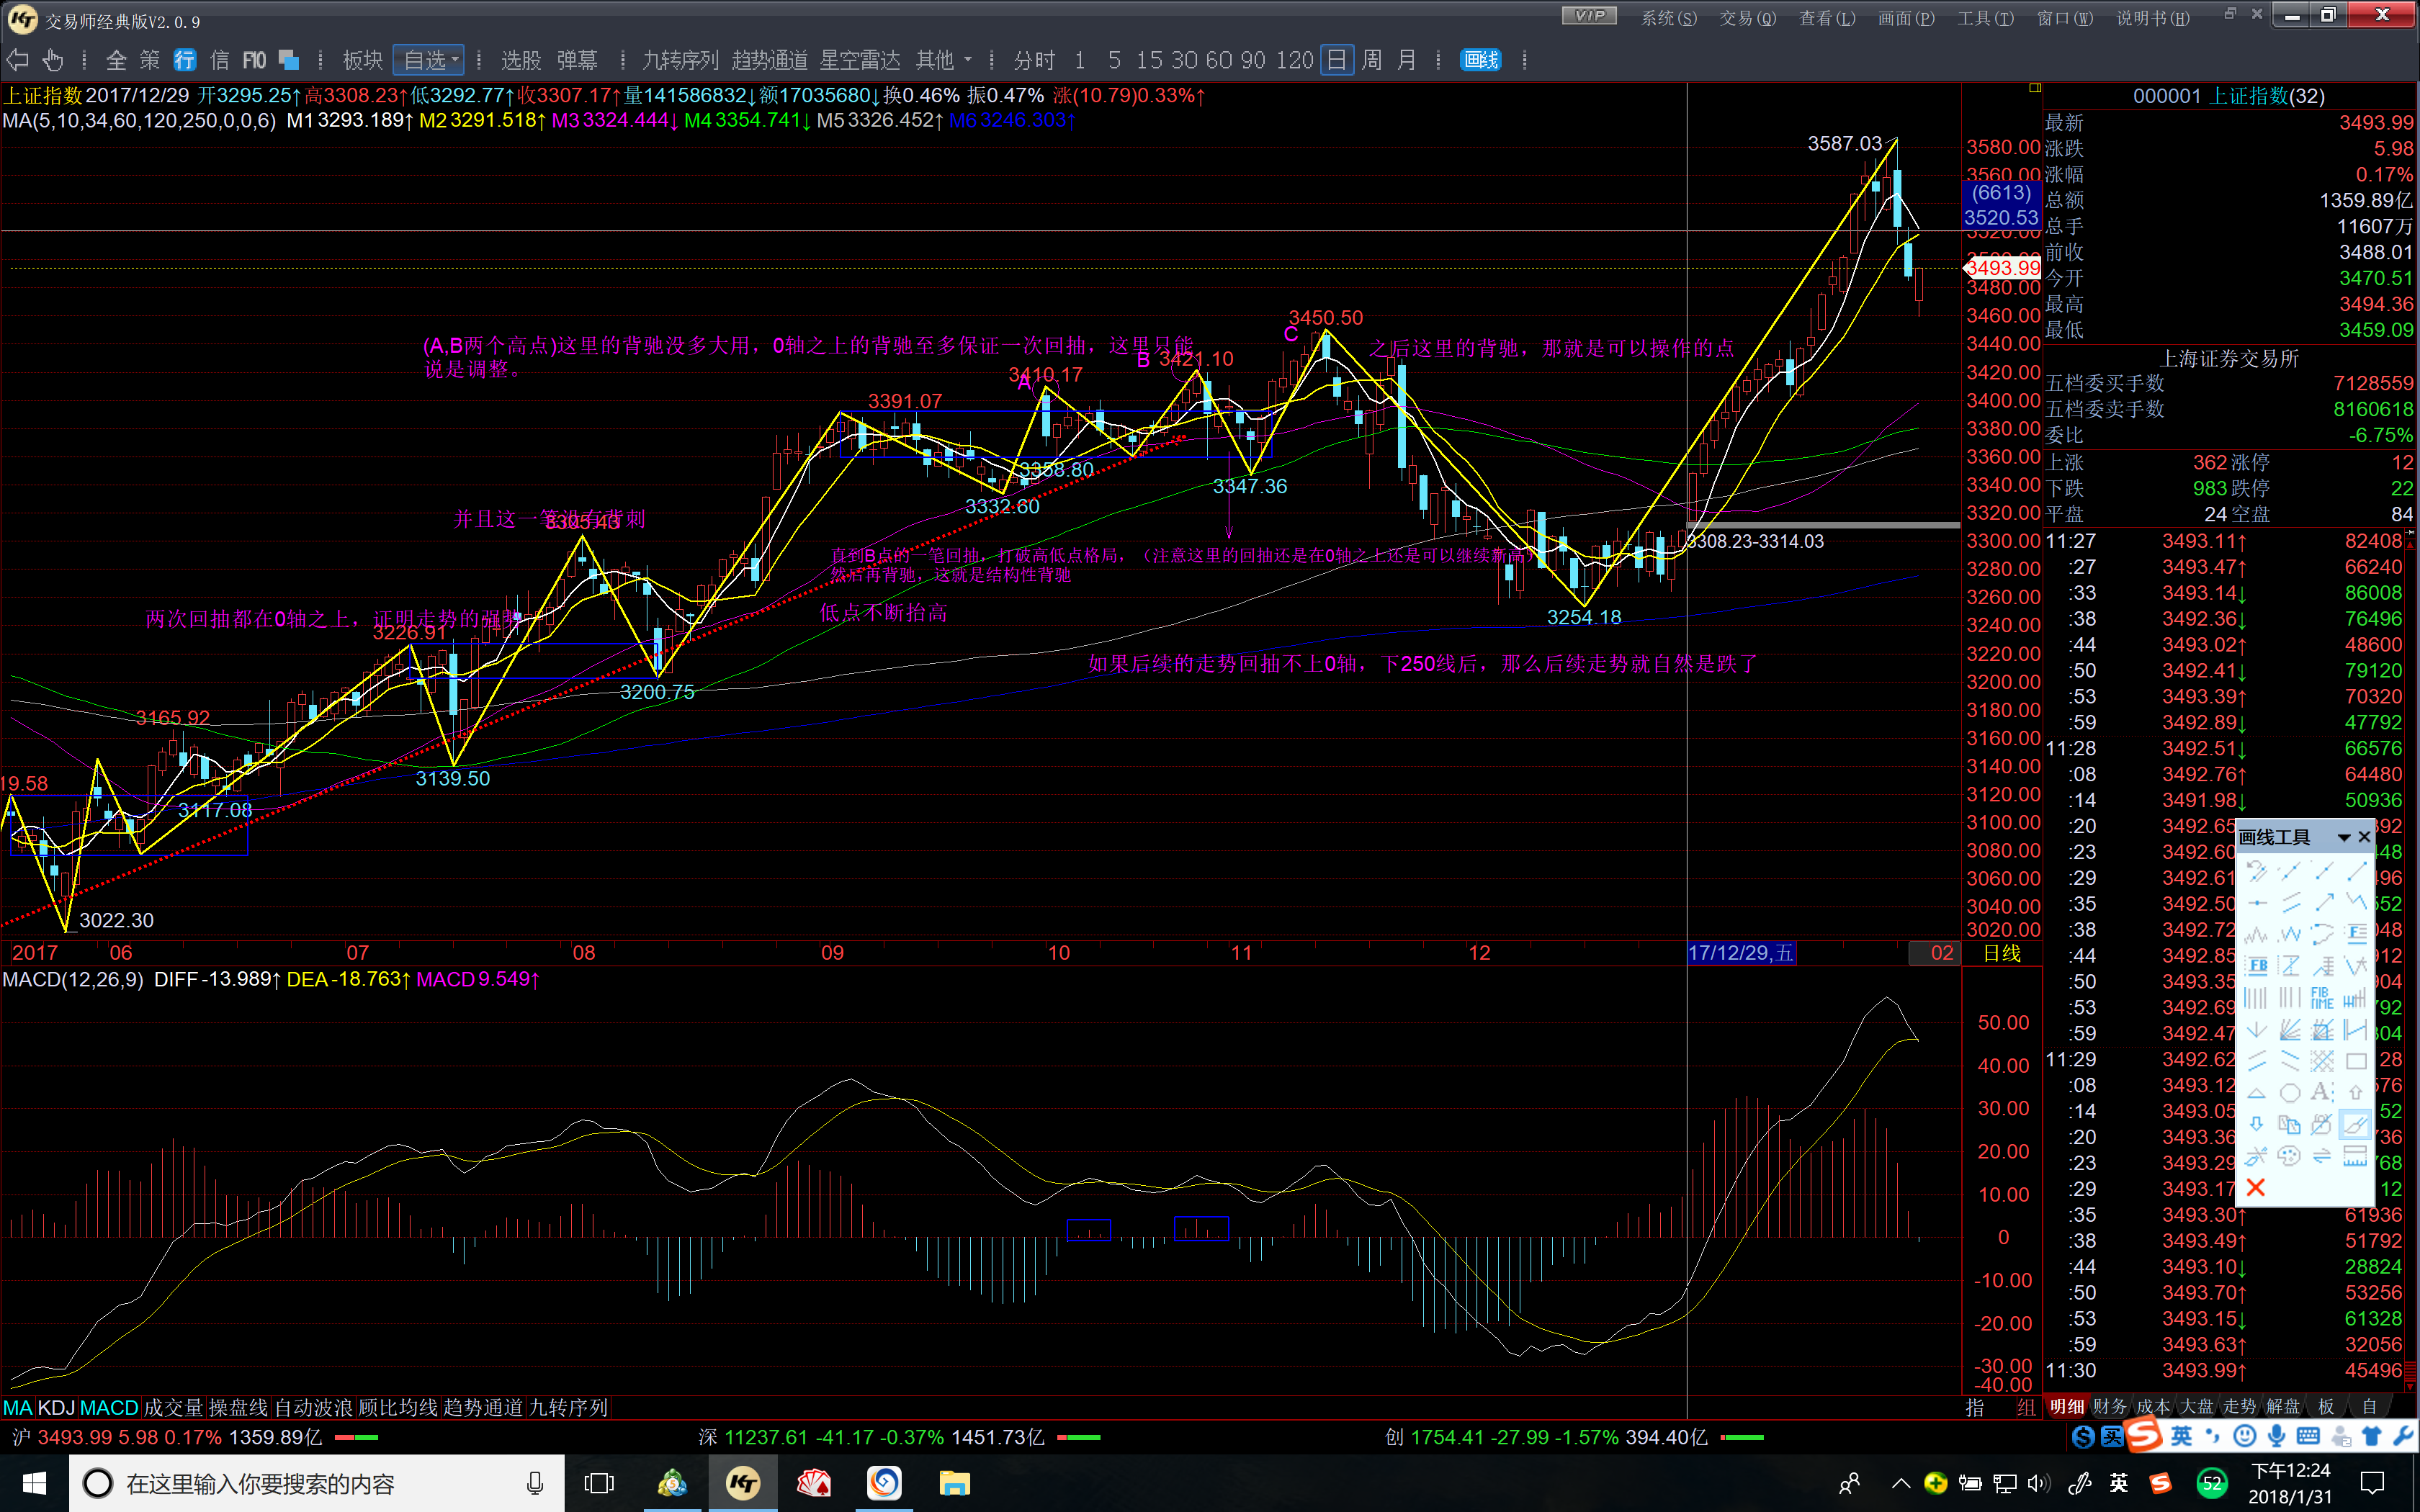 交易师经典版V2.0.9
VIP 系统(S) 交易(Q) 查看(L) 画面(P) 工具(T) 窗口(W) 说明书(H)
全 策 行 信 F10 板块 自选 选股 弹幕 九转序列 趋势通道 星空雷达 其他 分时 1 5 15 30 60 90 120 日 周 月 画线
上证指数 2017/12/29 开3295.25↑高3308.23↑低3292.77↑收3307.17↑量141586832↓额17035680↓换0.46% 振0.47% 涨(10.79)0.33%↑
MA(5,10,34,60,120,250,0,0,6) M1 3293.189↑ M2 3291.518↑ M3 3324.444↓ M4 3354.741↓ M5 3326.452↑ M6 3246.303↑
3587.03
3580.00
3560.00
(6613)
3520.53
3520.00
3493.99
3480.00
3460.00
3440.00
3420.00
3400.00
3380.00
3360.00
3340.00
3320.00
3300.00
3280.00
3260.00
3240.00
3220.00
3200.00
3180.00
3160.00
3140.00
3120.00
3100.00
3080.00
3060.00
3040.00
3020.00
(A,B两个高点)这里的背驰没多大用，0轴之上的背驰至多保证一次回抽，这里只能
说是调整。
3450.50
C
之后这里的背驰，那就是可以操作的点
B 3421.10
3410.17
A
3391.07
3358.80
3347.36
3332.60
并且这一笔没有背刺
3305.43
3308.23-3314.03
直到B点的一笔回抽，打破高低点格局，（注意这里的回抽还是在0轴之上还是可以继续新高）
然后再背驰，这就是结构性背驰
低点不断抬高
3254.18
两次回抽都在0轴之上，证明走势的强势
3226.91
如果后续的走势回抽不上0轴，下250线后，那么后续走势就自然是跌了
3200.75
3165.92
3139.50
19.58
3117.08
3022.30
2017 06 07 08 09 10 11 12 17/12/29,五 02 日线
MACD(12,26,9) DIFF-13.989↑ DEA-18.763↑ MACD9.549↑
50.00
40.00
30.00
20.00
10.00
0
-10.00
-20.00
-30.00
-40.00
MA KDJ MACD 成交量 操盘线 自动波浪 顾比均线 趋势通道 九转序列 指 组
000001 上证指数(32)
最新 3493.99
涨跌 5.98
涨幅 0.17%
总额 1359.89亿
总手 11607万
前收 3488.01
今开 3470.51
最高 3494.36
最低 3459.09
上海证券交易所
五档委买手数 7128559
五档委卖手数 8160618
委比 -6.75%
上涨 362 涨停 12
下跌 983 跌停 22
平盘 24 空盘 84
11:27 3493.11↑ 82408
:27 3493.47↑ 66240
:33 3493.14↓ 86008
:38 3492.36↓ 76496
:44 3493.02↑ 48600
:50 3492.41↓ 79120
:53 3493.39↑ 70320
:59 3492.89↓ 47792
11:28 3492.51↓ 66576
:08 3492.76↑ 64480
:14 3491.98↓ 50936
:20 3492.65 392
:23 3492.60 448
:29 3492.61 496
:35 3492.50 552
:38 3492.72 048
:44 3492.85 912
:50 3493.35 904
:53 3492.69 792
:59 3492.47 304
11:29 3492.62 28
:08 3493.12 576
:14 3493.05 52
:20 3493.36 736
:23 3493.29 768
:29 3493.17 12
:35 3493.30↑ 61936
:38 3493.49↑ 51792
:44 3493.10↓ 28824
:50 3493.70↑ 53256
:53 3493.15↓ 61328
:59 3493.63↑ 32056
11:30 3493.99↑ 45496
画线工具
F
FB
FIB
TIME
A
明细 财务 成本 大盘 走势 解盘 板 自
沪 3493.99 5.98 0.17% 1359.89亿 深 11237.61 -41.17 -0.37% 1451.73亿 创 1754.41 -27.99 -1.57% 394.40亿
买 英
在这里输入你要搜索的内容
英 52 下午12:24
2018/1/31